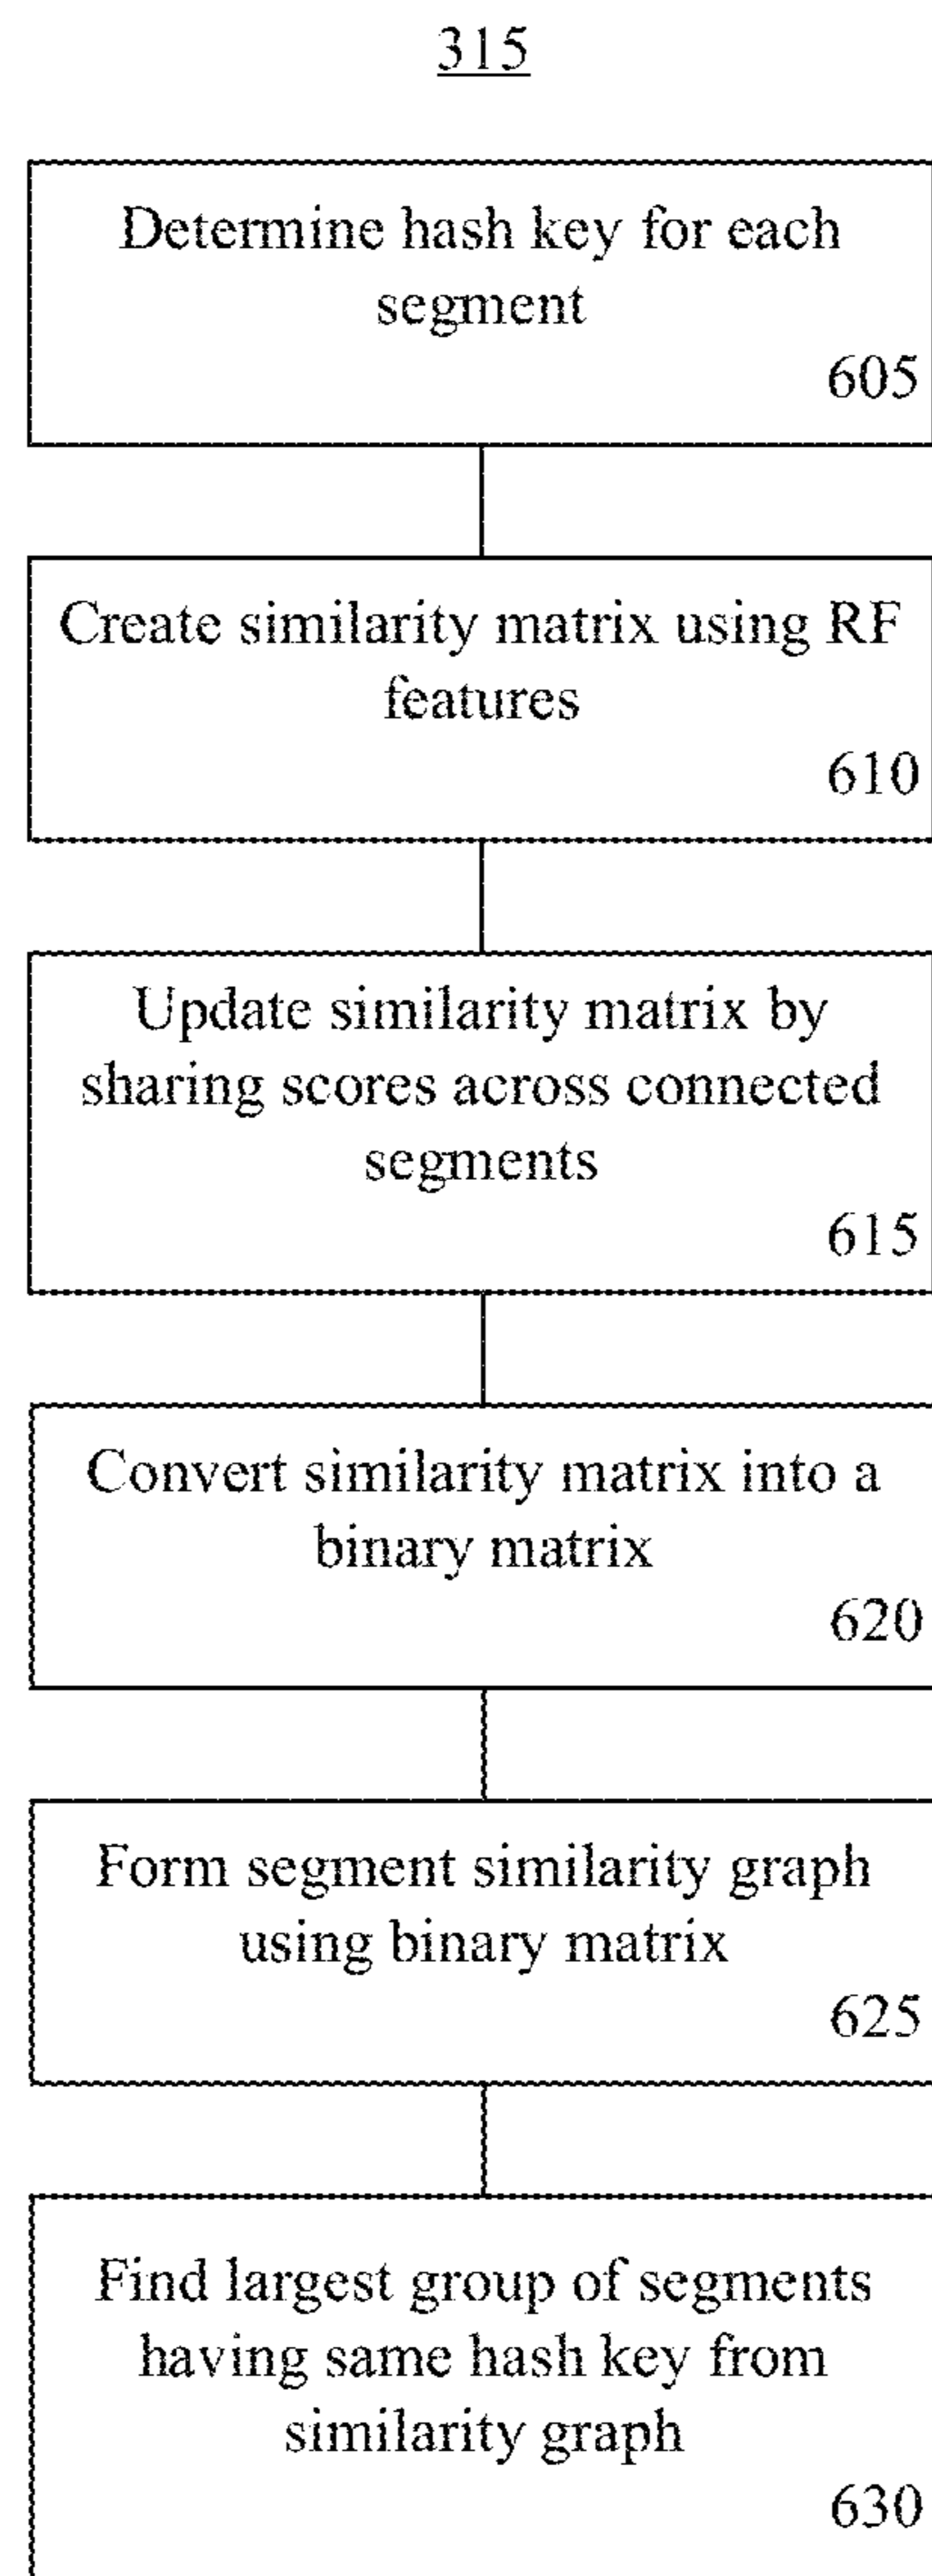 315
Determine hash key for each
segment
605
Create similarity matrix using RF
features
610
Update similarity matrix by
sharing scores across connected
segments
615
Convert similarity matrix into a
binary matrix
620
Form segment similarity graph
using binary matrix
625
Find largest group of segments
having same hash key from
similarity graph
630